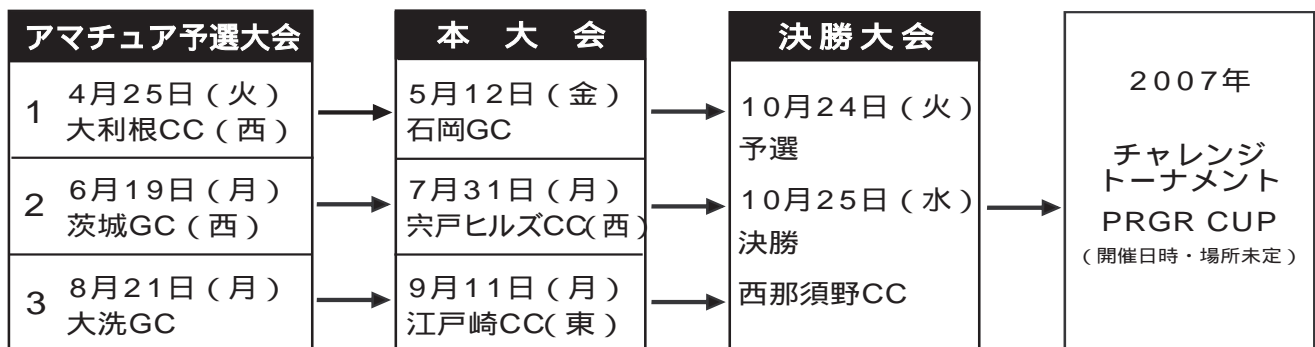 アマチュア予選大会
1
4月25日（火）
大利根CC（西）
2
6月19日（月）
茨城GC（西）
3
8月21日（月）
大洗GC
本大会
5月12日（金）
石岡GC
7月31日（月）
宍戸ヒルズCC（西）
9月11日（月）
江戸崎CC（東）
決勝大会
10月24日（火）
予選
10月25日（水）
決勝
西那須野CC
2007年
チャレンジ
トーナメント
PRGR CUP
（開催日時・場所未定）